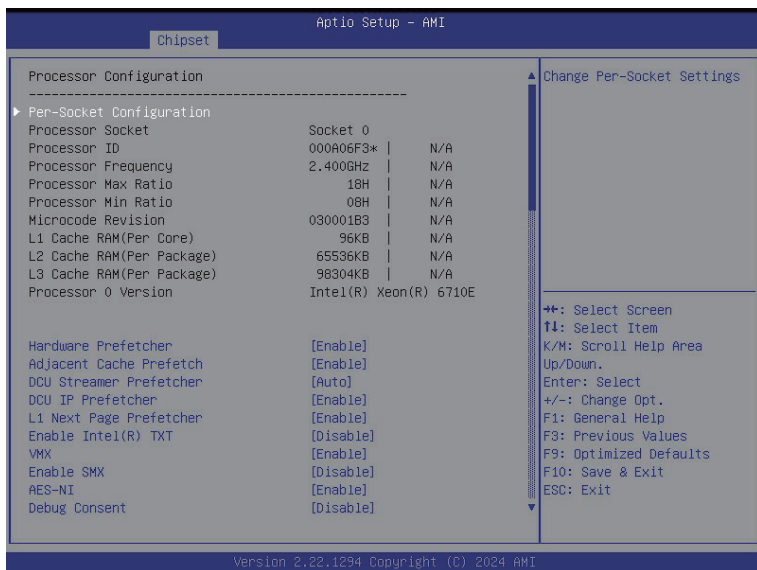 Aptio Setup – AMI
Chipset
Processor Configuration
--------------------------------------------------
Per-Socket Configuration
Processor Socket Socket 0
Processor ID 000A06F3* | N/A
Processor Frequency 2.400GHz | N/A
Processor Max Ratio 18H | N/A
Processor Min Ratio 08H | N/A
Microcode Revision 030001B3 | N/A
L1 Cache RAM(Per Core) 96KB | N/A
L2 Cache RAM(Per Package) 65536KB | N/A
L3 Cache RAM(Per Package) 98304KB | N/A
Processor 0 Version Intel(R) Xeon(R) 6710E
Hardware Prefetcher [Enable]
Adjacent Cache Prefetch [Enable]
DCU Streamer Prefetcher [Auto]
DCU IP Prefetcher [Enable]
L1 Next Page Prefetcher [Enable]
Enable Intel(R) TXT [Disable]
VMX [Enable]
Enable SMX [Disable]
AES-NI [Enable]
Debug Consent [Disable]
Change Per-Socket Settings
→←: Select Screen
↑↓: Select Item
K/M: Scroll Help Area
Up/Down.
Enter: Select
+/-: Change Opt.
F1: General Help
F3: Previous Values
F9: Optimized Defaults
F10: Save & Exit
ESC: Exit
Version 2.22.1294 Copyright (C) 2024 AMI